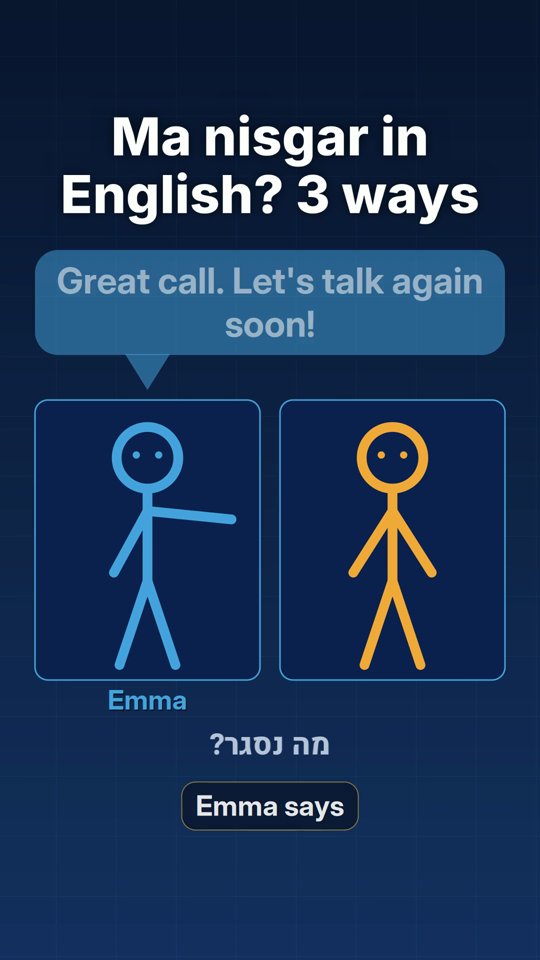 Ma nisgar in
English? 3 ways
Great call. Let's talk again
soon!
Emma
מה נסגר?
Emma says